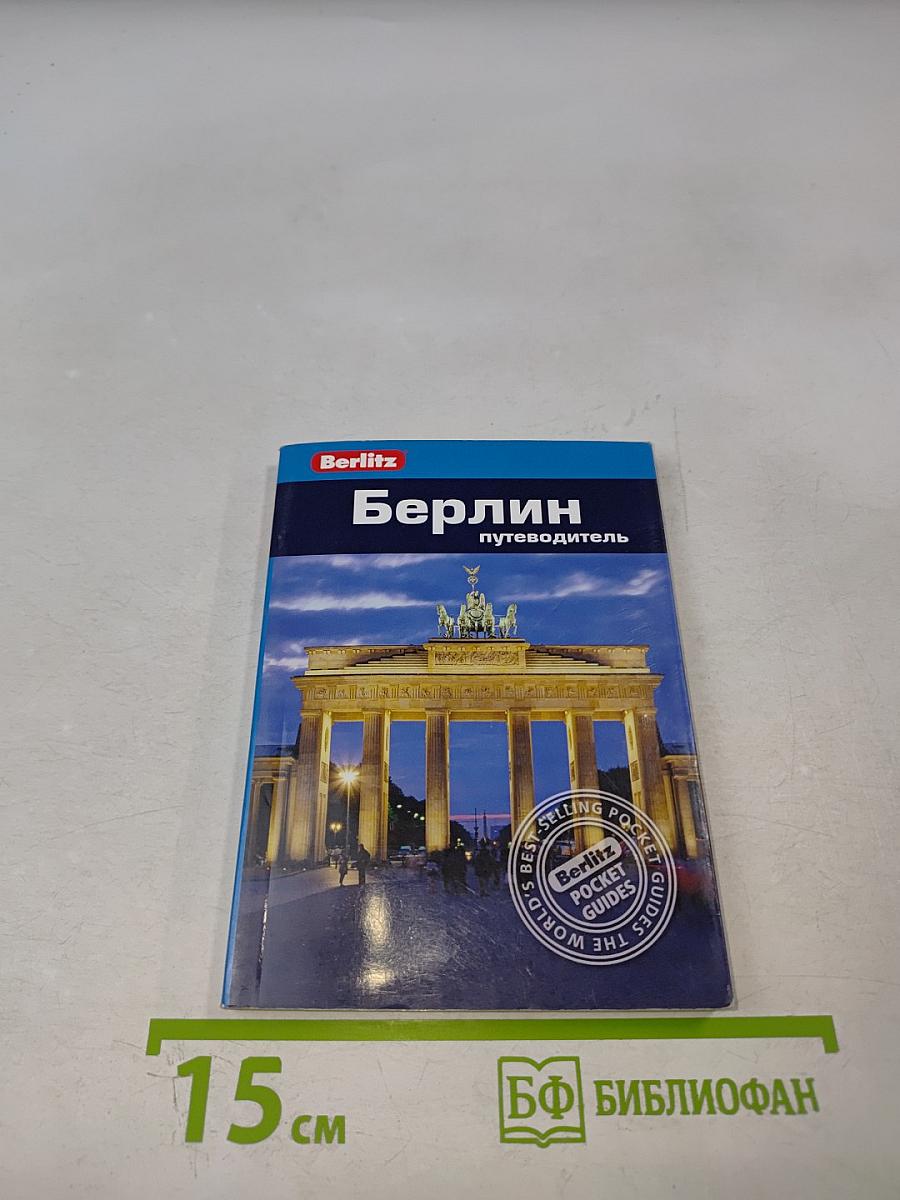 Berlitz
Берлин
путеводитель
BEST-SELLING POCKET GUIDES THE WORLD'S
Berlitz
POCKET
GUIDES
15 см
БФ БИБЛИОФАН